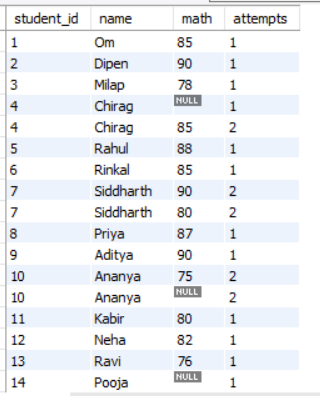 student_id name math attempts
1 Om 85 1
2 Dipen 90 1
3 Milap 78 1
4 Chirag NULL 1
4 Chirag 85 2
5 Rahul 88 1
6 Rinkal 85 1
7 Siddharth 90 2
7 Siddharth 80 2
8 Priya 87 1
9 Aditya 90 1
10 Ananya 75 2
10 Ananya NULL 2
11 Kabir 80 1
12 Neha 82 1
13 Ravi 76 1
14 Pooja NULL 1